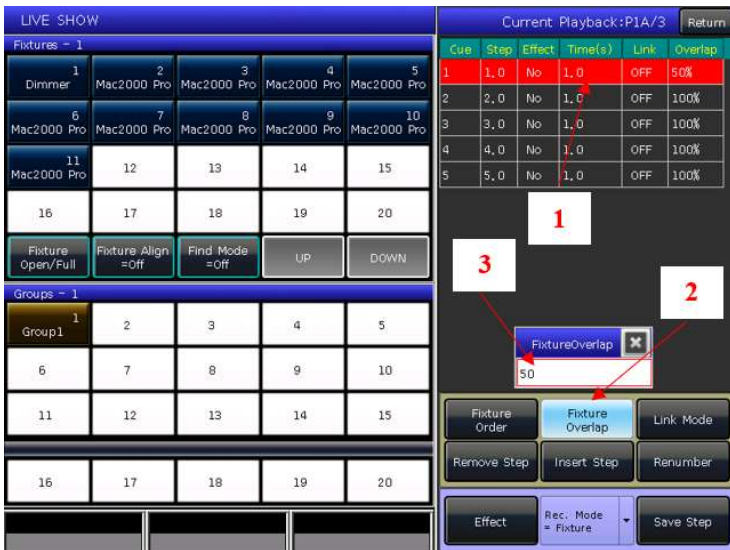 LIVE SHOW
Fixtures - 1
1
Dimmer
2
Mac2000 Pro
3
Mac2000 Pro
4
Mac2000 Pro
5
Mac2000 Pro
6
Mac2000 Pro
7
Mac2000 Pro
8
Mac2000 Pro
9
Mac2000 Pro
10
Mac2000 Pro
11
Mac2000 Pro
12
13
14
15
16
17
18
19
20
Fixture
Open/Full
Fixture Align
=Off
Find Mode
=Off
UP
DOWN
Groups - 1
1
Group1
2
3
4
5
6
7
8
9
10
11
12
13
14
15
16
17
18
19
20
Current Playback:P1A/3
Return
Cue Step Effect Time(s) Link Overlap
1 1.0 No 1.0 OFF 50%
2 2.0 No 1.0 OFF 100%
3 3.0 No 1.0 OFF 100%
4 4.0 No 1.0 OFF 100%
5 5.0 No 1.0 OFF 100%
1
3
2
FixtureOverlap
50
Fixture
Order
Fixture
Overlap
Link Mode
Remove Step
Insert Step
Renumber
Effect
Rec. Mode
= Fixture
Save Step